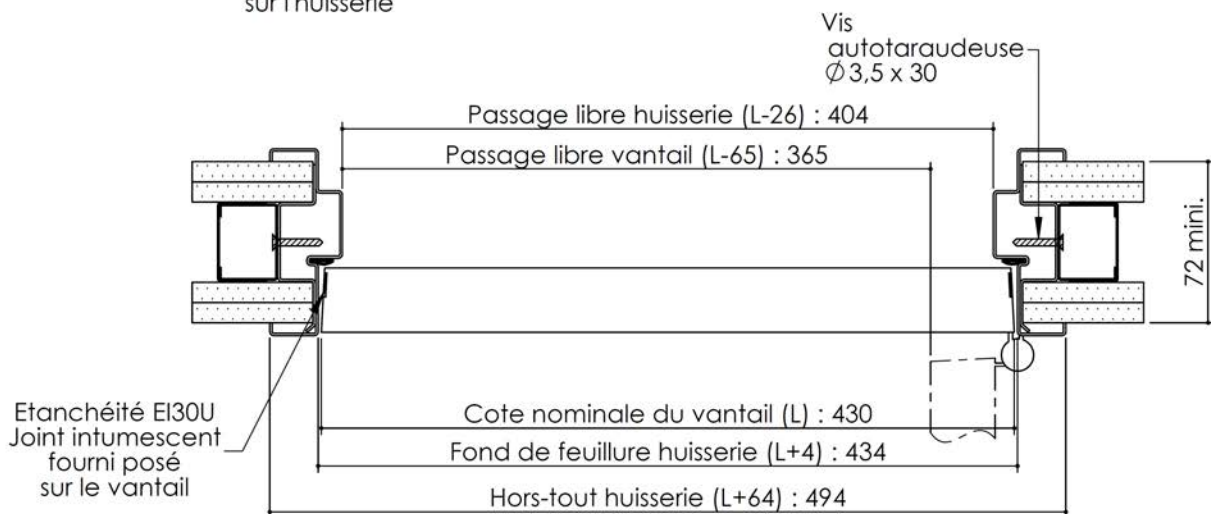 sur l'huisserie
Vis
autotaraudeuse
Ø 3,5 x 30
Passage libre huisserie (L-26) : 404
Passage libre vantail (L-65) : 365
72 mini.
Etanchéité EI30U
Joint intumescent
fourni posé
sur le vantail
Cote nominale du vantail (L) : 430
Fond de feuillure huisserie (L+4) : 434
Hors-tout huisserie (L+64) : 494